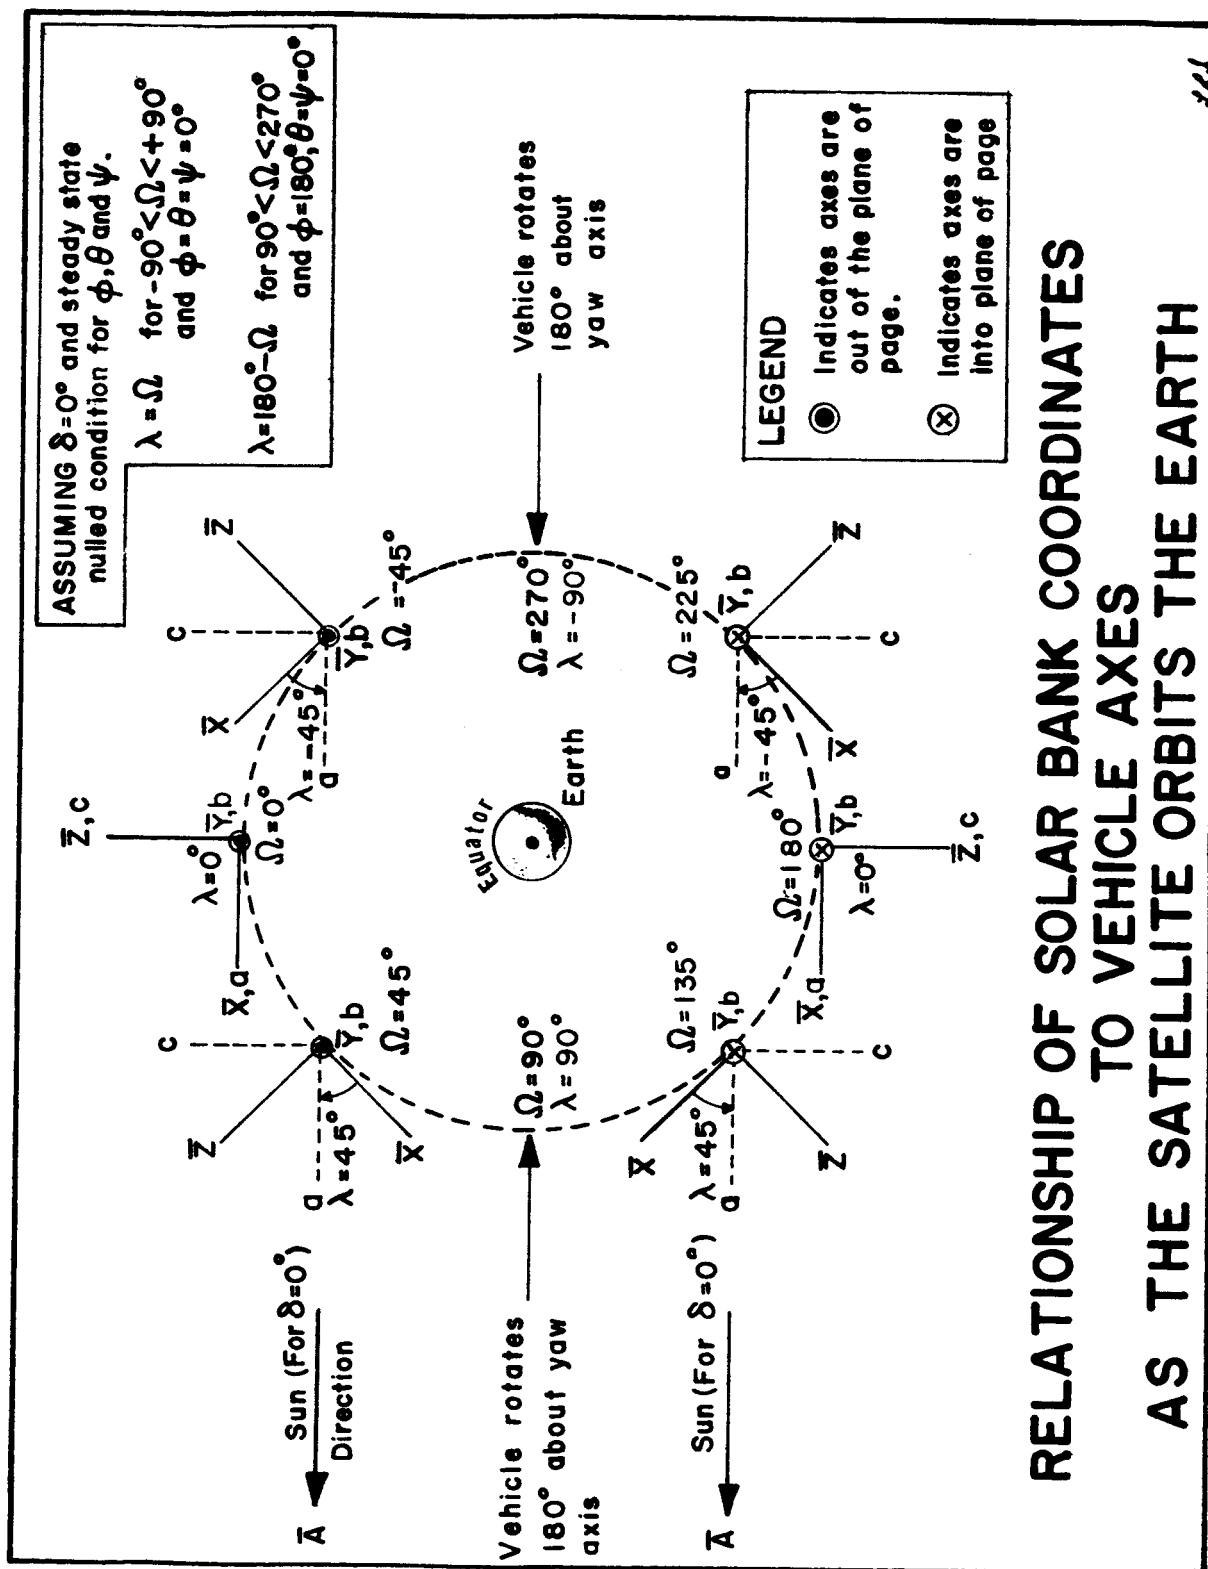 ASSUMING δ=0° and steady state
nulled condition for ϕ,θ and ψ.
λ=Ω for -90°<Ω<+90°
and ϕ=θ=ψ=0°
λ=180°-Ω for 90°<Ω<270°
and ϕ=180°,θ=ψ=0°
Z̅, c
λ=0°
Y̅,b
Ω=0°
X̅,a
c
Z̅
Y̅,b
Ω=45°
a
λ=45°
X̅
c
Z̅
X̅
λ=-45°
a
Y̅,b
Ω=-45°
Sun (For δ=0°)
Direction
A̅
Vehicle rotates
180° about yaw
axis
Ω=90°
λ=90°
Equator
Earth
Ω=270°
λ=-90°
Vehicle rotates
180° about
yaw axis
Sun (For δ=0°)
A̅
X̅
λ=45°
a
Ω=135°
Y̅,b
Z̅
c
Ω=180°
Y̅,b
λ=0°
X̅,a
Z̅,c
Ω=225°
Y̅,b
a
λ=-45°
X̅
Z̅
c
LEGEND
Indicates axes are
out of the plane of
page.
Indicates axes are
into plane of page
RELATIONSHIP OF SOLAR BANK COORDINATES
TO VEHICLE AXES
AS THE SATELLITE ORBITS THE EARTH